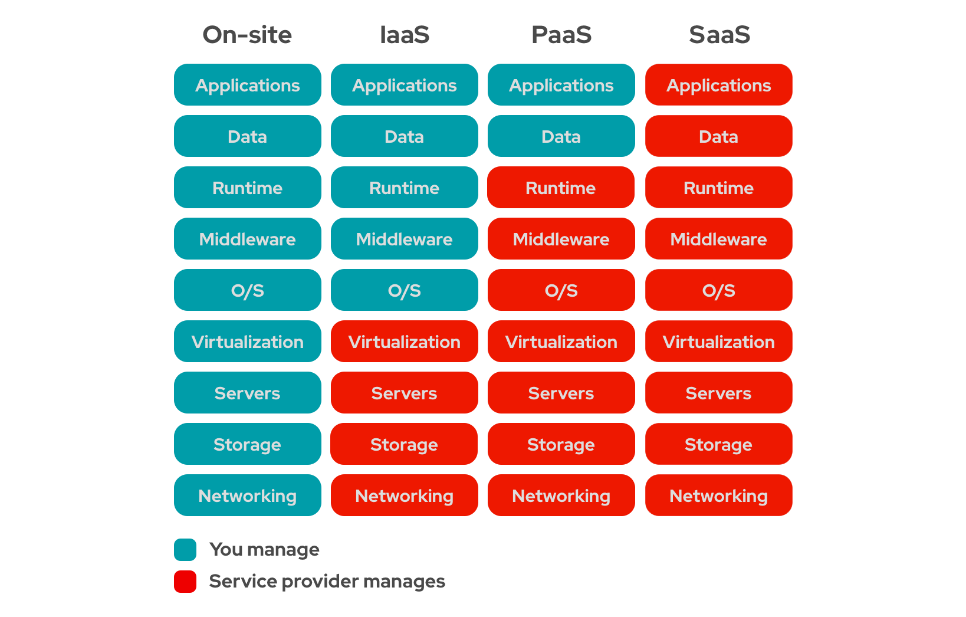 On-site IaaS PaaS SaaS
Applications Applications Applications Applications
Data Data Data Data
Runtime Runtime Runtime Runtime
Middleware Middleware Middleware Middleware
O/S O/S O/S O/S
Virtualization Virtualization Virtualization Virtualization
Servers Servers Servers Servers
Storage Storage Storage Storage
Networking Networking Networking Networking
You manage
Service provider manages